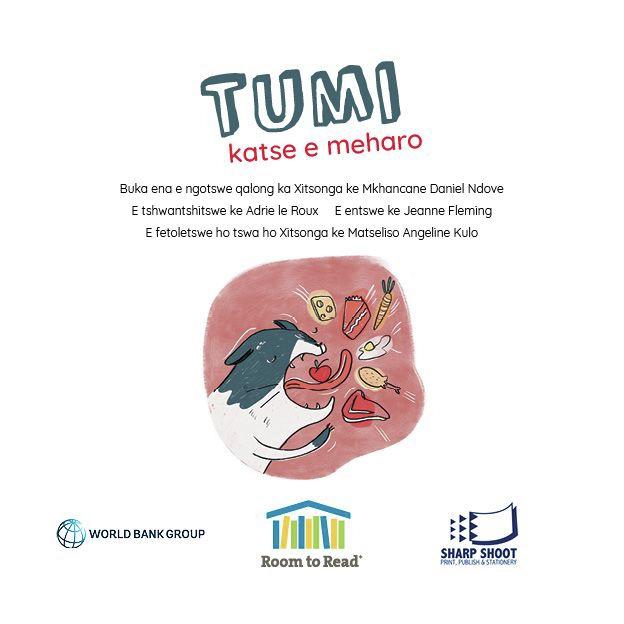 TUMI
katse e meharo
Buka ena e ngotswe qalong ka Xitsonga ke Mkhancane Daniel Ndove
E tshwantshitswe ke Adrie le Roux E entswe ke Jeanne Fleming
E fetoletswe ho tswa ho Xitsonga ke Matseliso Angeline Kulo
WORLD BANK GROUP
Room to Read
SHARP SHOOT
PRINT, PUBLISH & STATIONERY